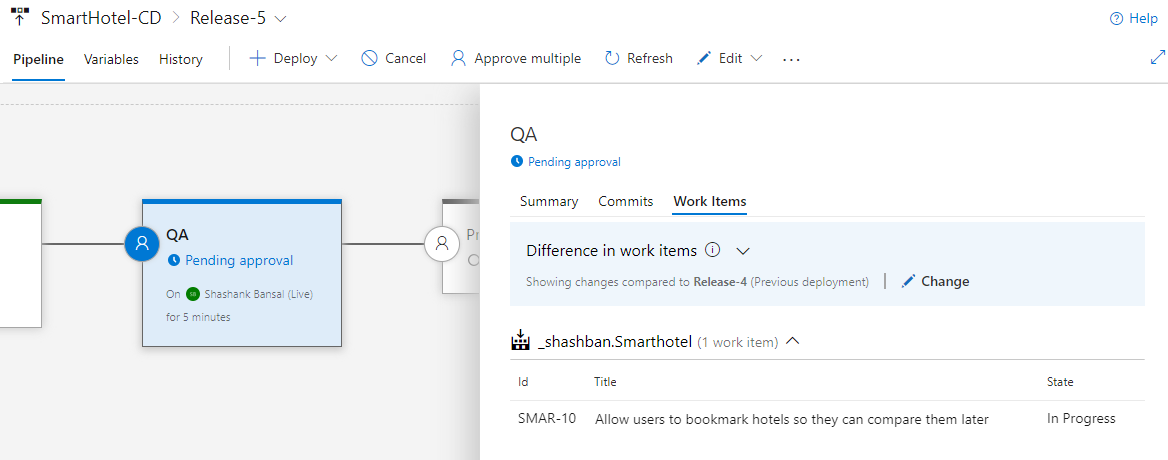 SmartHotel-CD > Release-5
Help
Pipeline Variables History Deploy Cancel Approve multiple Refresh Edit ...
QA
Pending approval
On SB Shashank Bansal (Live)
for 5 minutes
QA
Pending approval
Summary Commits Work Items
Difference in work items
Showing changes compared to Release-4 (Previous deployment) | Change
_shashban.Smarthotel (1 work item)
Id Title State
SMAR-10 Allow users to bookmark hotels so they can compare them later In Progress